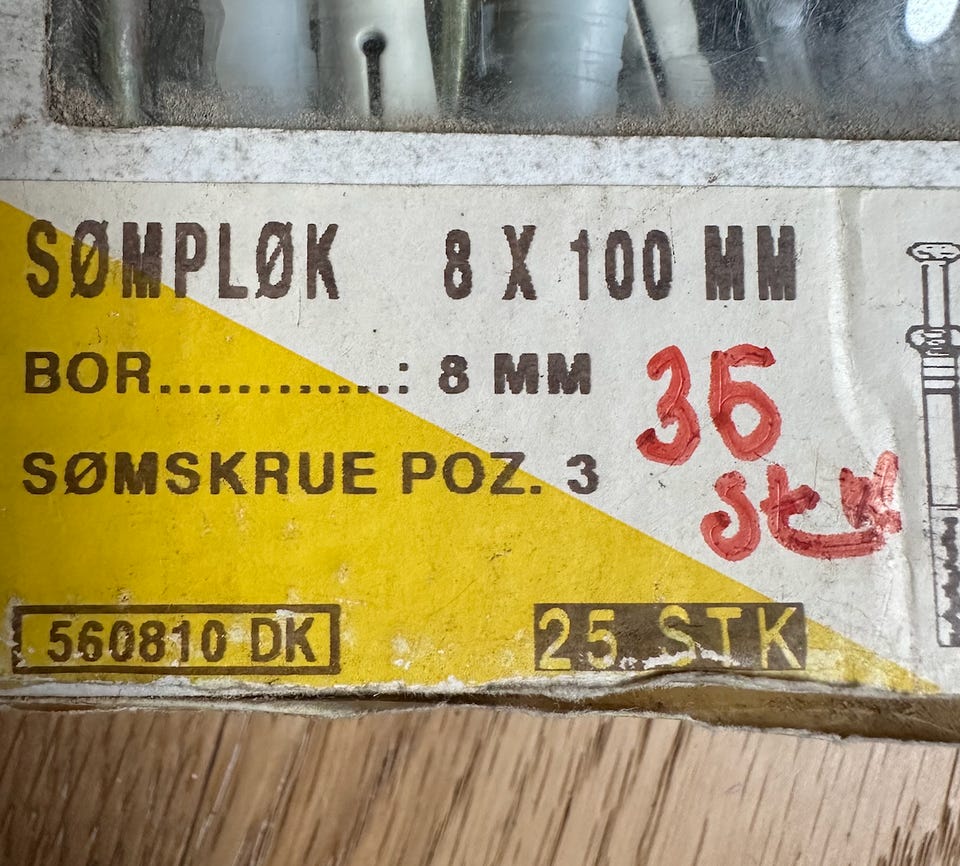 SØMPLØK 8 X 100 MM
BOR............: 8 MM
35
SØMSKRUE POZ. 3
Stk
560810 DK
25 STK